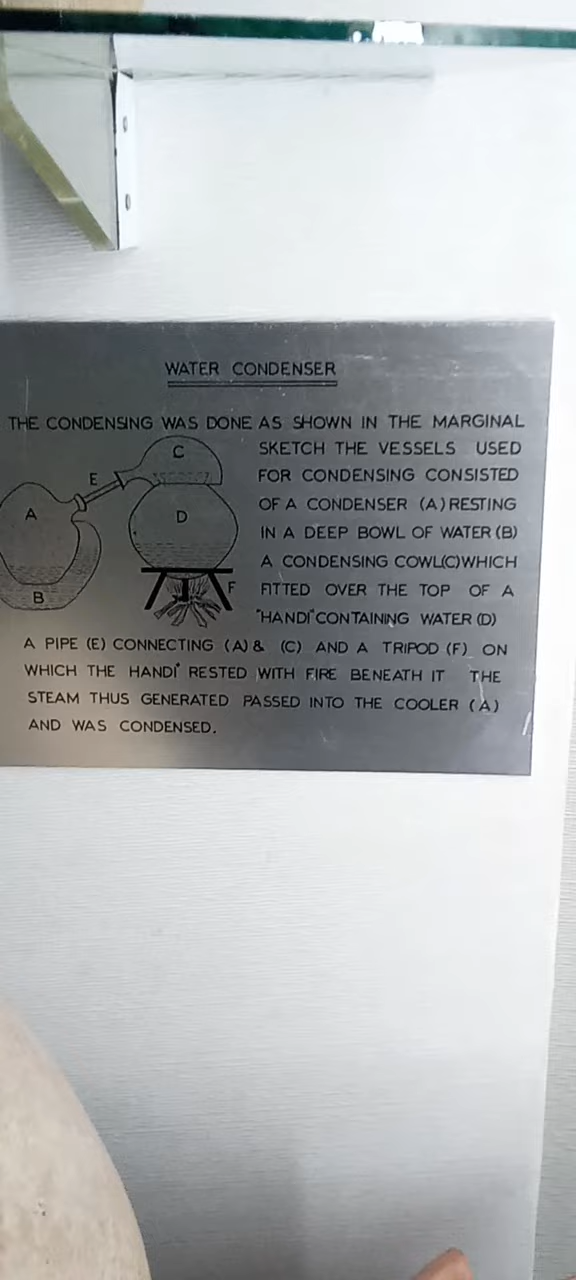 WATER CONDENSER
THE CONDENSING WAS DONE AS SHOWN IN THE MARGINAL
SKETCH THE VESSELS USED
FOR CONDENSING CONSISTED
OF A CONDENSER (A) RESTING
IN A DEEP BOWL OF WATER (B)
A CONDENSING COWL(C)WHICH
FITTED OVER THE TOP OF A
"HANDI" CONTAINING WATER (D)
A PIPE (E) CONNECTING (A) & (C) AND A TRIPOD (F) ON
WHICH THE HANDI" RESTED WITH FIRE BENEATH IT THE
STEAM THUS GENERATED PASSED INTO THE COOLER (A)
AND WAS CONDENSED.
C
E
A
D
B
F